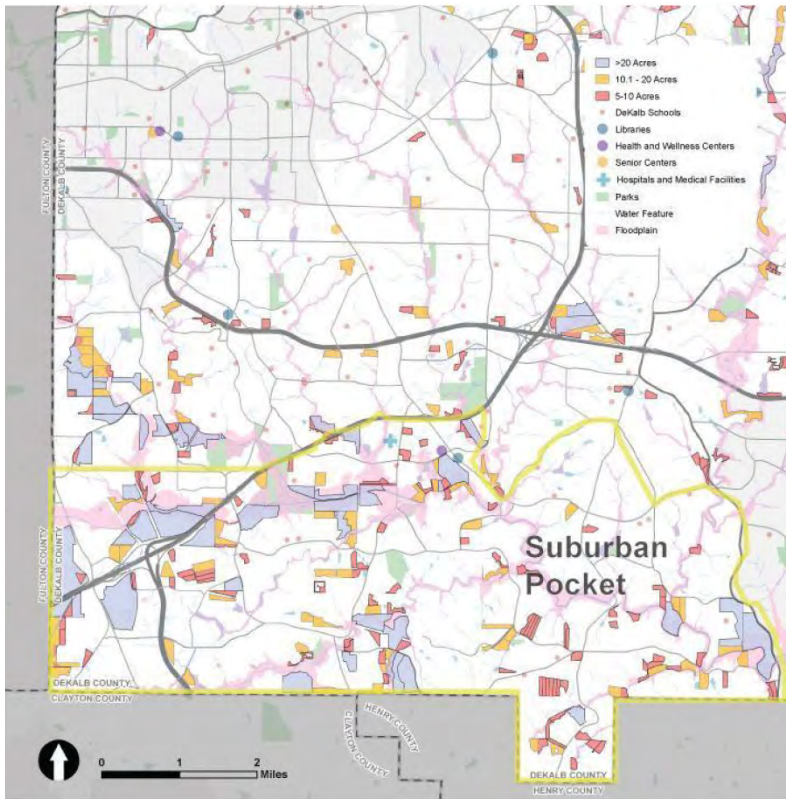 >20 Acres
10.1 - 20 Acres
5-10 Acres
DeKalb Schools
Libraries
Health and Wellness Centers
Senior Centers
Hospitals and Medical Facilities
Parks
Water Feature
Floodplain
FULTON COUNTY
DEKALB COUNTY
Suburban
Pocket
FULTON COUNTY
DEKALB COUNTY
DEKALB COUNTY
CLAYTON COUNTY
HENRY COUNTY
CLAYTON COUNTY
0 1 2
Miles
DEKALB COUNTY
HENRY COUNTY